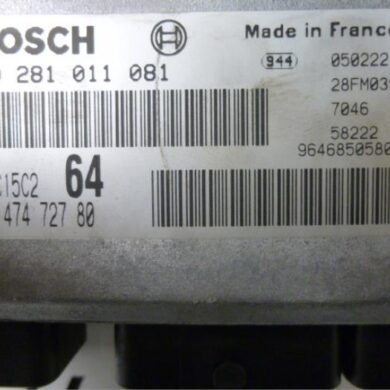 BOSCH
Made in France
0 281 011 081
944
050222
28FM03
7046
58222
9646850580
C15C2 64
474 727 80